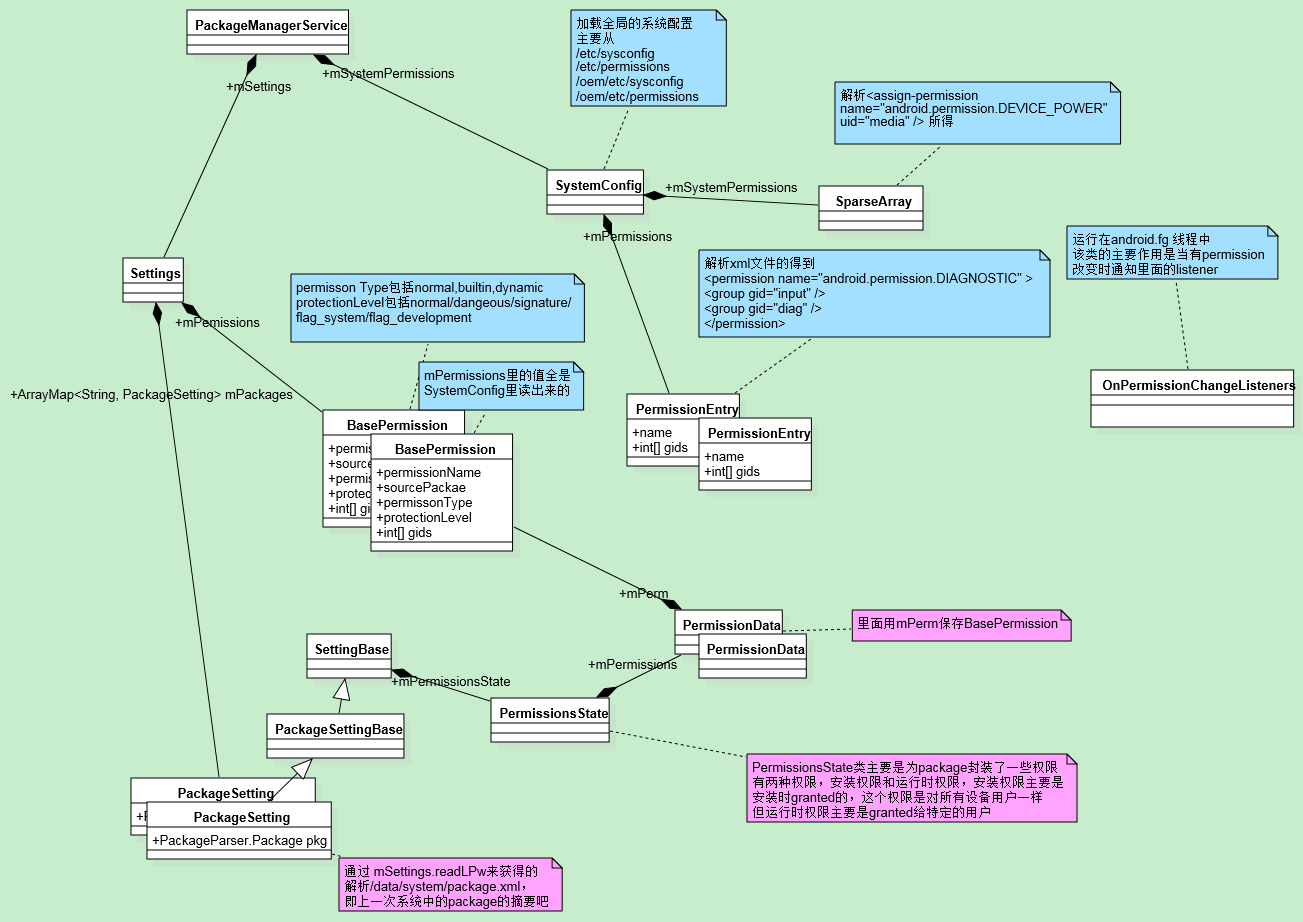 PackageManagerService
+mSettings
+mSystemPermissions
加载全局的系统配置
主要从
/etc/sysconfig
/etc/permissions
/oem/etc/sysconfig
/oem/etc/permissions
解析<assign-permission
name="android.permission.DEVICE_POWER"
uid="media" /> 所得
SystemConfig
+mSystemPermissions
SparseArray
+mPermissions
运行在android.fg 线程中
该类的主要作用是当有permission
改变时通知里面的listener
解析xml文件的得到
<permission name="android.permission.DIAGNOSTIC" >
<group gid="input" />
<group gid="diag" />
</permission>
Settings
+mPemissions
permisson Type包括normal,builtin,dynamic
protectionLevel包括normal/dangeous/signature/
flag_system/flag_development
mPermissions里的值全是
SystemConfig里读出来的
+ArrayMap<String, PackageSetting> mPackages
OnPermissionChangeListeners
PermissionEntry
+name
+int[] gids
PermissionEntry
+name
+int[] gids
BasePermission
+permis
+source
+permis
+protec
+int[] gi
BasePermission
+permissionName
+sourcePackae
+permissonType
+protectionLevel
+int[] gids
+mPerm
PermissionData
PermissionData
里面用mPerm保存BasePermission
+mPermissions
SettingBase
+mPermissionsState
PermissionsState
PackageSettingBase
PermissionsState类主要是为package封装了一些权限
有两种权限，安装权限和运行时权限，安装权限主要是
安装时granted的，这个权限是对所有设备用户一样
但运行时权限主要是granted给特定的用户
PackageSetting
PackageSetting
+PackageParser.Package pkg
通过 mSettings.readLPw来获得的
解析/data/system/package.xml，
即上一次系统中的package的摘要吧